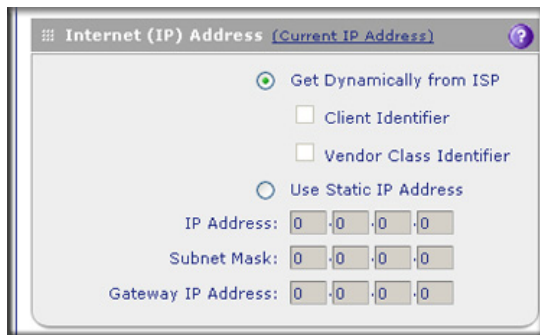 Internet (IP) Address (Current IP Address) ?
Get Dynamically from ISP
Client Identifier
Vendor Class Identifier
Use Static IP Address
IP Address: 0 .0 .0 .0
Subnet Mask: 0 .0 .0 .0
Gateway IP Address: 0 .0 .0 .0